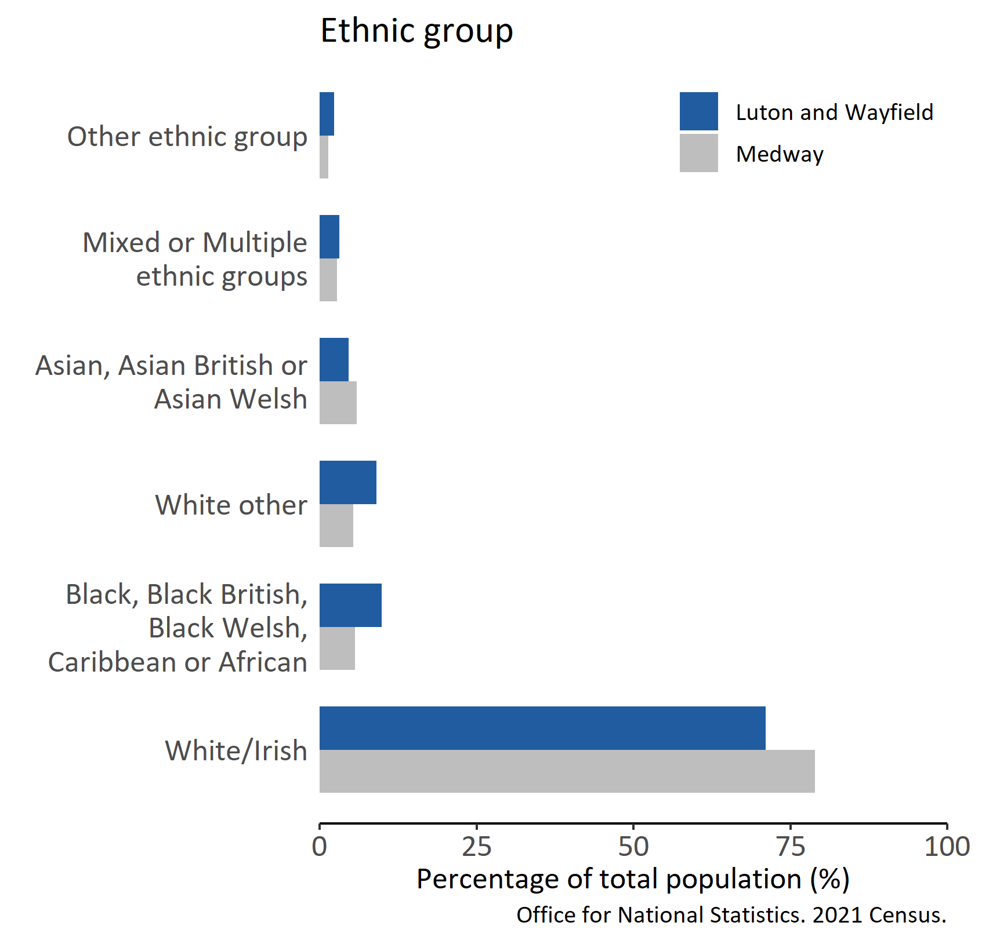 Ethnic group
Luton and Wayfield
Medway
Other ethnic group
Mixed or Multiple
ethnic groups
Asian, Asian British or
Asian Welsh
White other
Black, Black British,
Black Welsh,
Caribbean or African
White/Irish
0 25 50 75 100
Percentage of total population (%)
Office for National Statistics. 2021 Census.